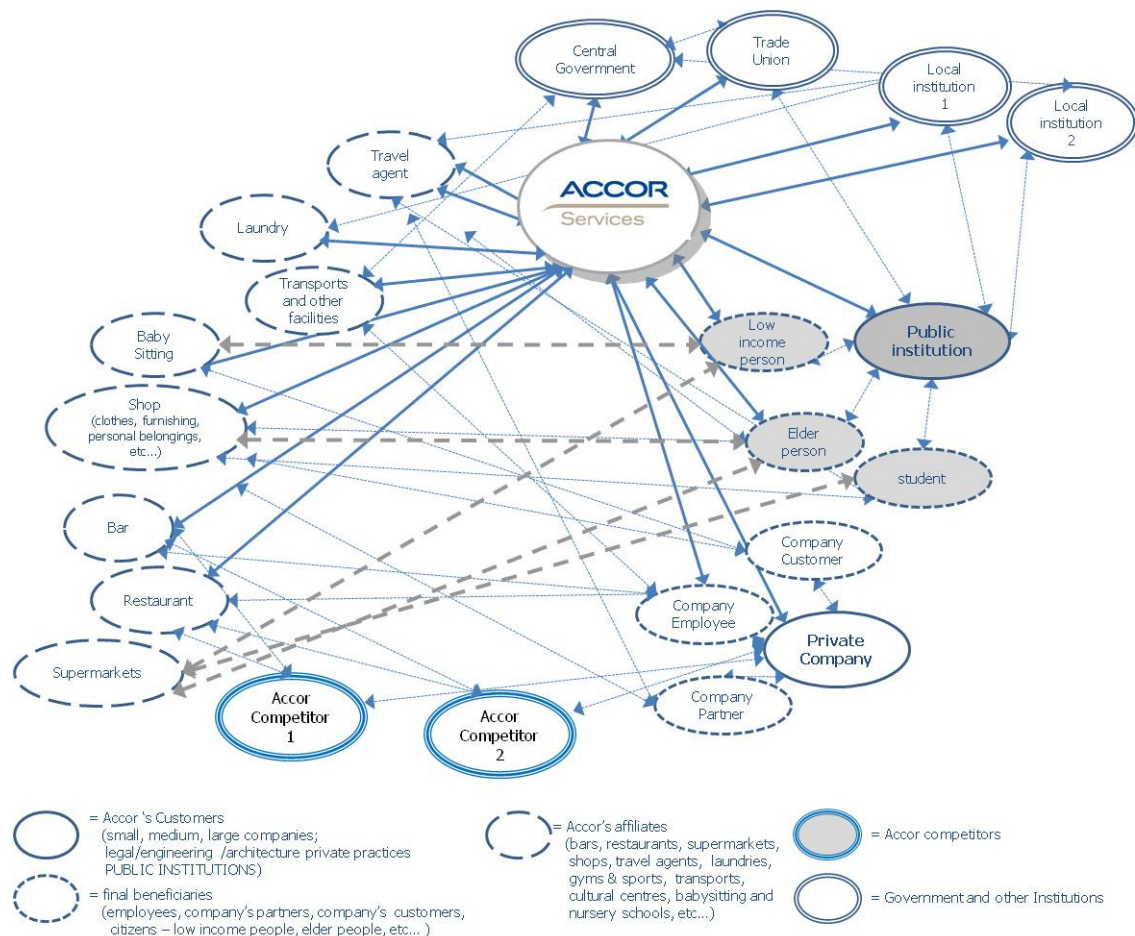 Central
Govermnent
Trade
Union
Local
institution
1
Local
institution
2
Travel
agent
ACCOR
Services
Laundry
Transports
and other
facilities
Baby
Sitting
Low
income
person
Public
institution
Shop
(clothes, furnishing,
personal belongings,
etc...)
Elder
person
student
Bar
Company
Customer
Restaurant
Company
Employee
Private
Company
Supermarkets
Company
Partner
Accor
Competitor
1
Accor
Competitor
2
= Accor 's Customers
(small, medium, large companies;
legal/engineering /architecture private practices
PUBLIC INSTITUTIONS)
= final beneficiaries
(employees, company's partners, company's customers,
citizens – low income people, elder people, etc... )
= Accor's affiliates
(bars, restaurants, supermarkets,
shops, travel agents, laundries,
gyms & sports, transports,
cultural centres, babysitting and
nursery schools, etc...)
= Accor competitors
= Government and other Institutions